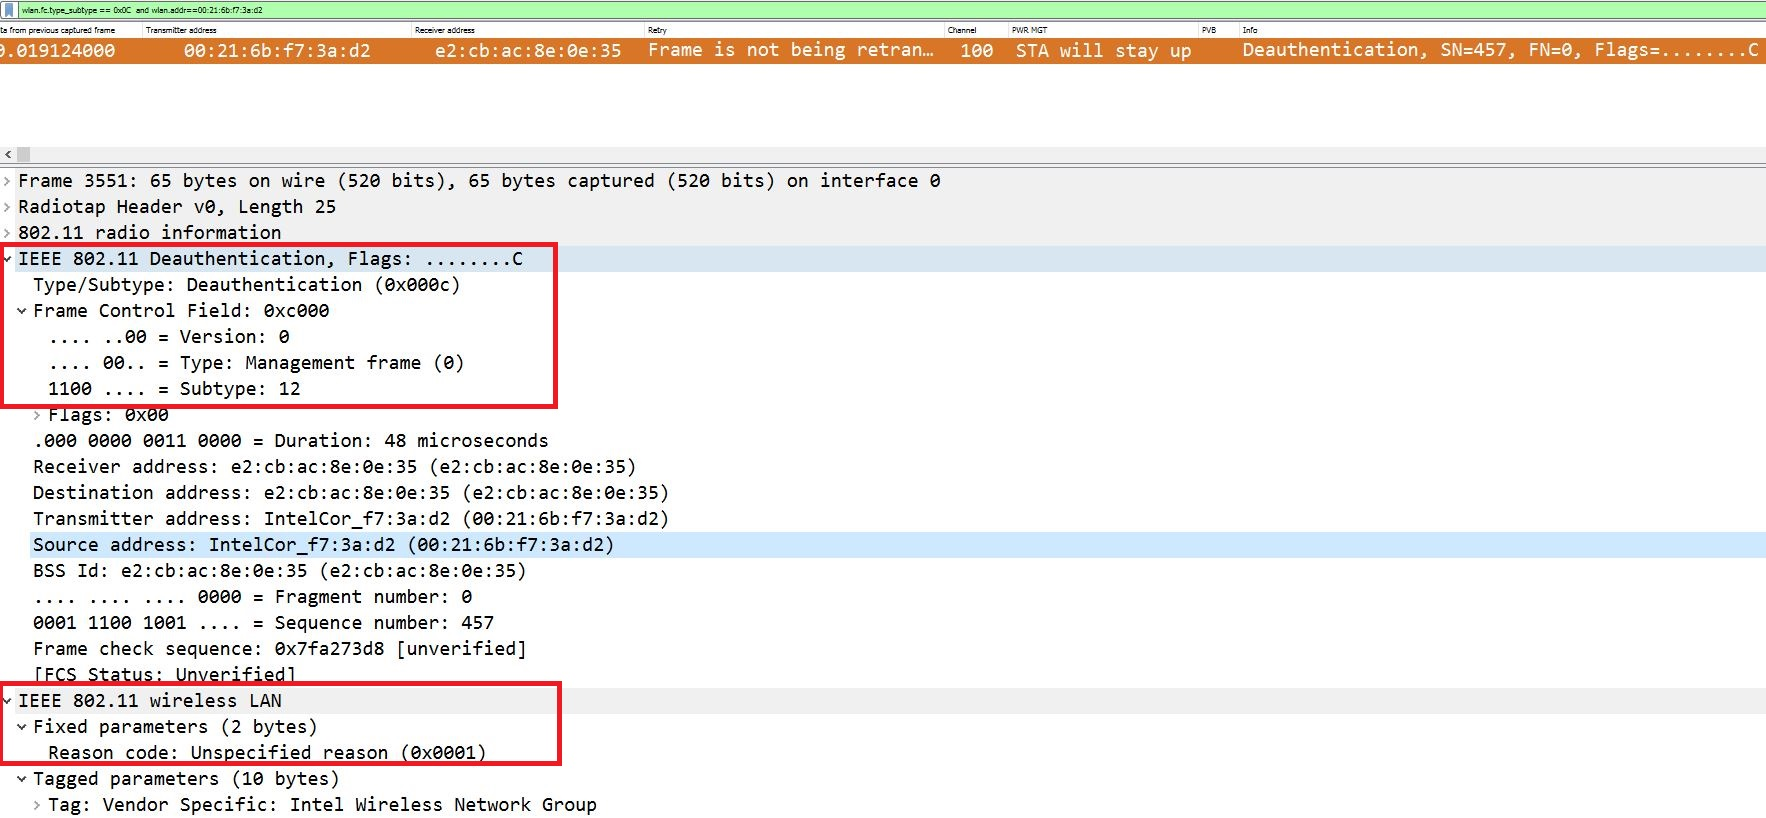 wlan.fc.type_subtype == 0x0C and wlan.addr==00:21:6b:f7:3a:d2
ta from previous captured frame Transmitter address Receiver address Retry Channel PWR MGT PVB Info
0.019124000 00:21:6b:f7:3a:d2 e2:cb:ac:8e:0e:35 Frame is not being retran… 100 STA will stay up Deauthentication, SN=457, FN=0, Flags=........C
Frame 3551: 65 bytes on wire (520 bits), 65 bytes captured (520 bits) on interface 0
Radiotap Header v0, Length 25
802.11 radio information
IEEE 802.11 Deauthentication, Flags: ........C
Type/Subtype: Deauthentication (0x000c)
Frame Control Field: 0xc000
.... ..00 = Version: 0
.... 00.. = Type: Management frame (0)
1100 .... = Subtype: 12
Flags: 0x00
.000 0000 0011 0000 = Duration: 48 microseconds
Receiver address: e2:cb:ac:8e:0e:35 (e2:cb:ac:8e:0e:35)
Destination address: e2:cb:ac:8e:0e:35 (e2:cb:ac:8e:0e:35)
Transmitter address: IntelCor_f7:3a:d2 (00:21:6b:f7:3a:d2)
Source address: IntelCor_f7:3a:d2 (00:21:6b:f7:3a:d2)
BSS Id: e2:cb:ac:8e:0e:35 (e2:cb:ac:8e:0e:35)
.... .... .... 0000 = Fragment number: 0
0001 1100 1001 .... = Sequence number: 457
Frame check sequence: 0x7fa273d8 [unverified]
[FCS Status: Unverified]
IEEE 802.11 wireless LAN
Fixed parameters (2 bytes)
Reason code: Unspecified reason (0x0001)
Tagged parameters (10 bytes)
Tag: Vendor Specific: Intel Wireless Network Group